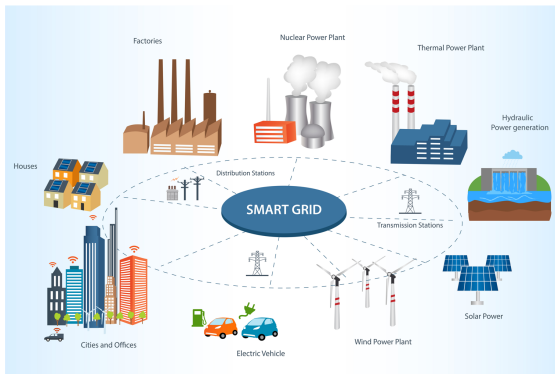 Nuclear Power Plant
Factories
Thermal Power Plant
Hydraulic
Power generation
Houses
Distribution Stations
SMART GRID
Transmission Stations
Solar Power
Cities and Offices
Wind Power Plant
Electric Vehicle